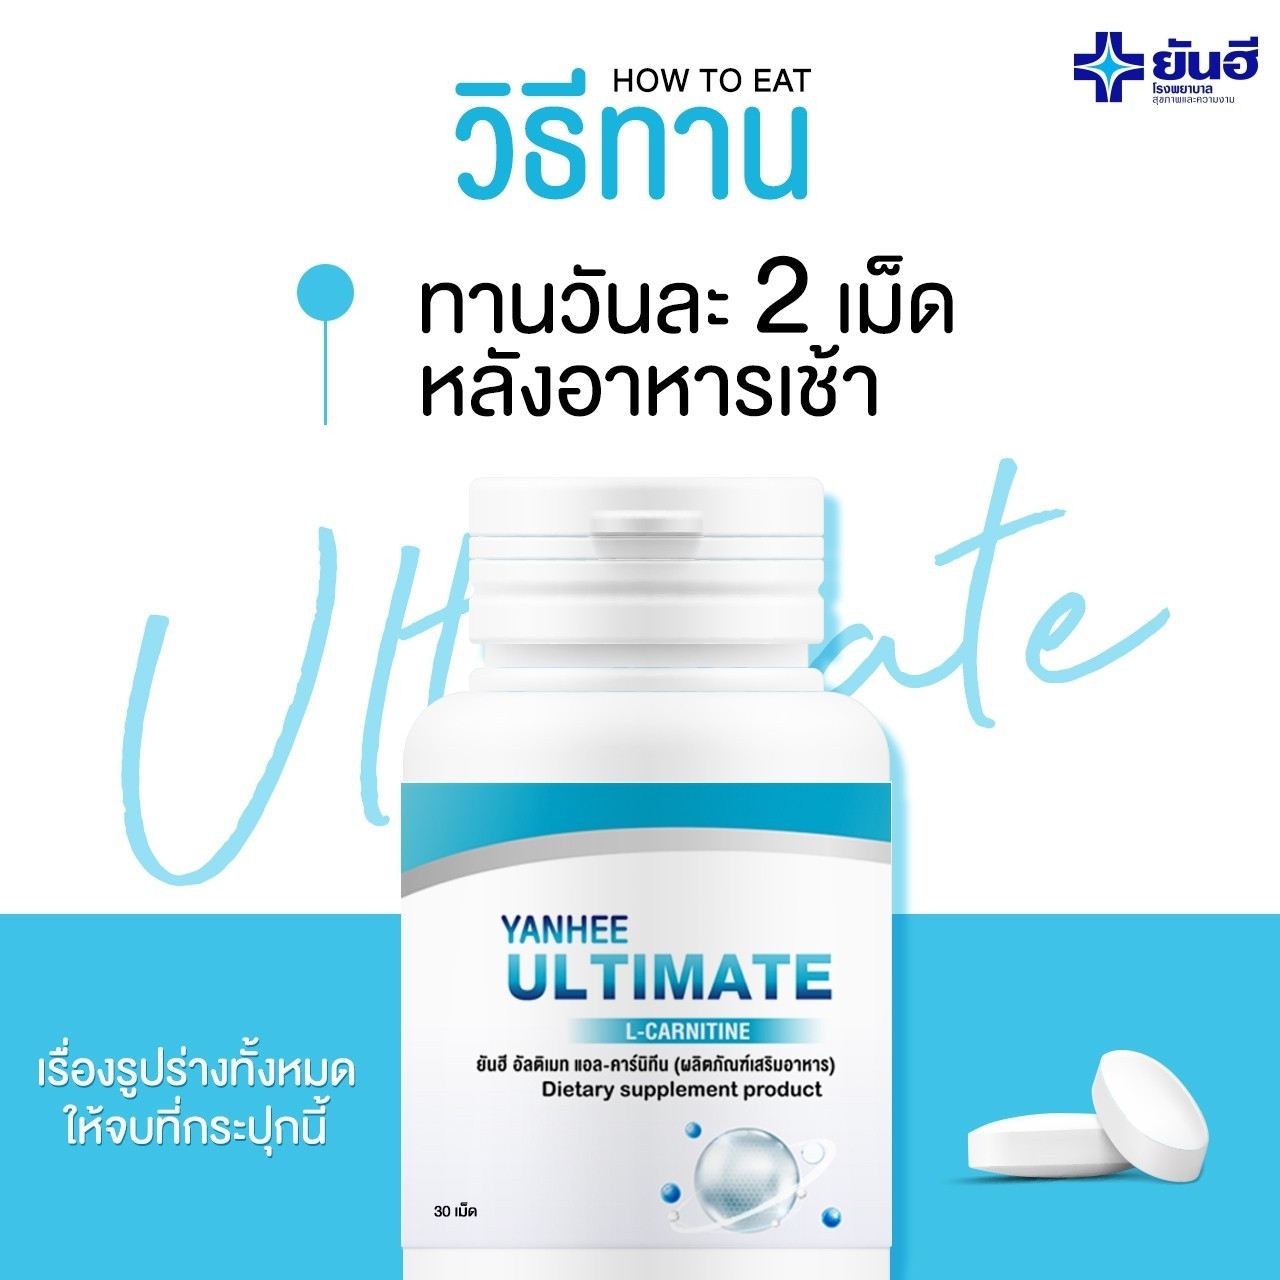 HOW TO EAT
วิธีทาน
ยันฮี
โรงพยาบาล
สุขภาพและความงาม
ทานวันละ 2 เม็ด
หลังอาหารเช้า
Ultimate
YANHEE
ULTIMATE
L-CARNITINE
ยันฮี อัลติเมท แอล-คาร์นิทีน (ผลิตภัณฑ์เสริมอาหาร)
Dietary supplement product
30 เม็ด
เรื่องรูปร่างทั้งหมด
ให้จบที่กระปุกนี้